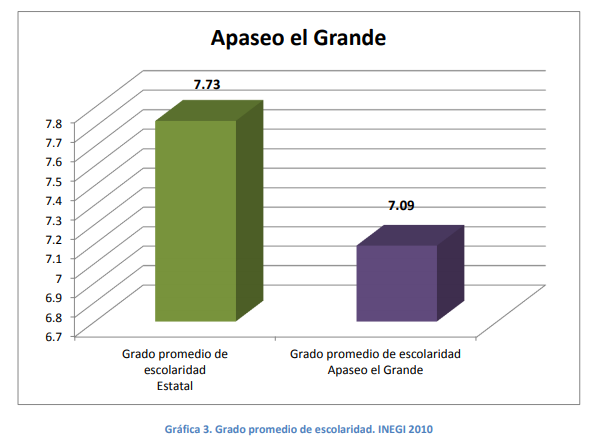 Apaseo el Grande
7.73
7.09
7.8
7.7
7.6
7.5
7.4
7.3
7.2
7.1
7
6.9
6.8
6.7
Grado promedio de
escolaridad
Estatal
Grado promedio de escolaridad
Apaseo el Grande
Gráfica 3. Grado promedio de escolaridad. INEGI 2010